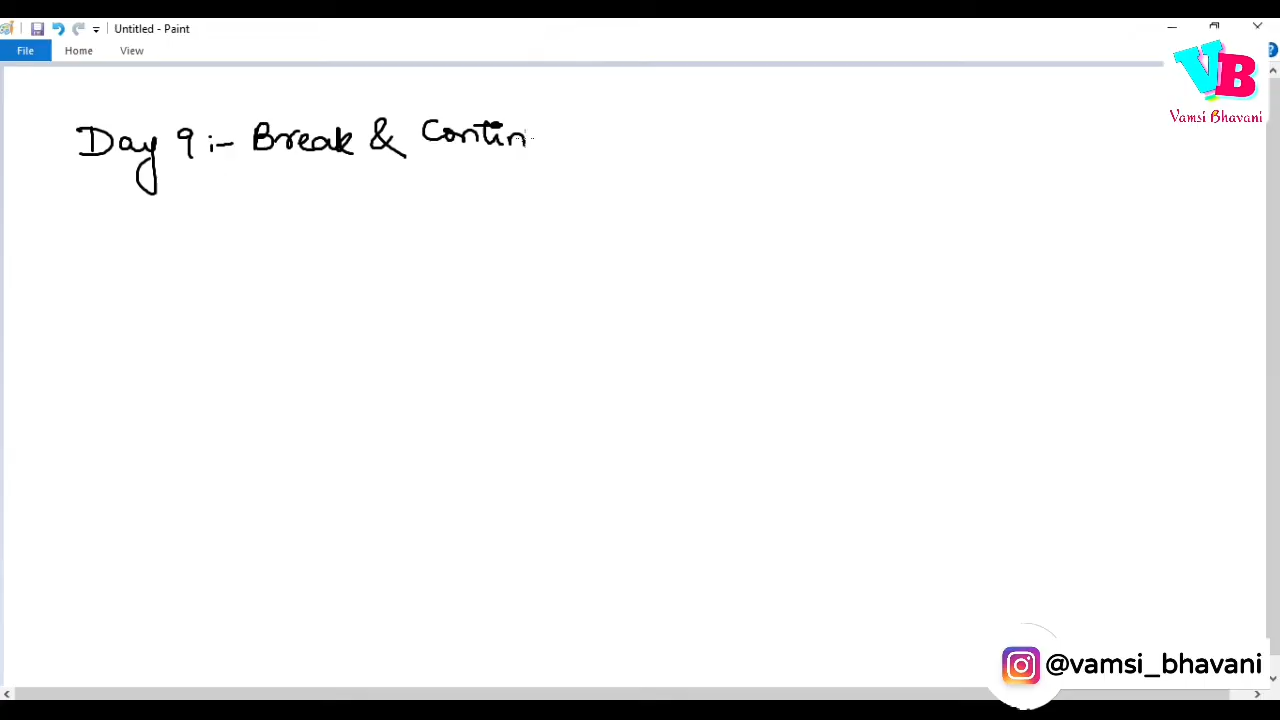 Untitled - Paint
File Home View
VB
Vamsi Bhavani
Day 9 :- Break & Contin
@vamsi_bhavani